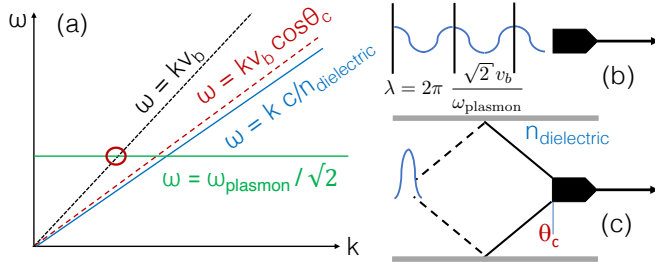 ω
(a)
ω = kv_b
ω = kv_b cosθ_c
ω = k c/n_dielectric
ω = ω_plasmon/√2
k
λ = 2π √2 v_b / ω_plasmon
(b)
n_dielectric
(c)
θ_c